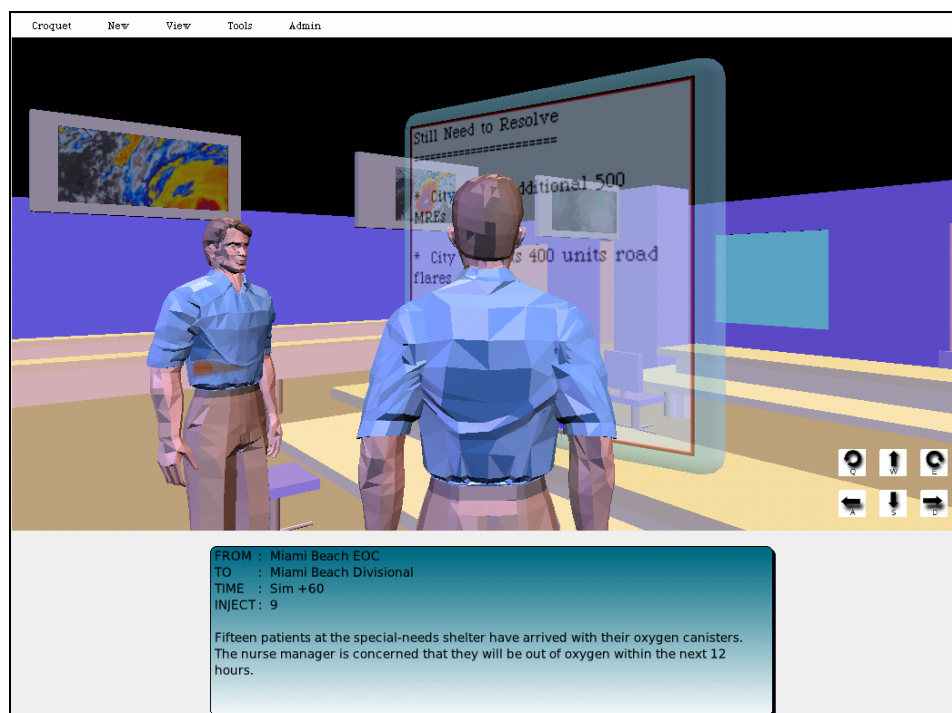 Croquet New View Tools Admin
Still Need to Resolve
=====================
* City dditional 500
MREs
* City s 400 units road
flares
Q W E
A S D
FROM : Miami Beach EOC
TO : Miami Beach Divisional
TIME : Sim +60
INJECT : 9
Fifteen patients at the special-needs shelter have arrived with their oxygen canisters.
The nurse manager is concerned that they will be out of oxygen within the next 12
hours.